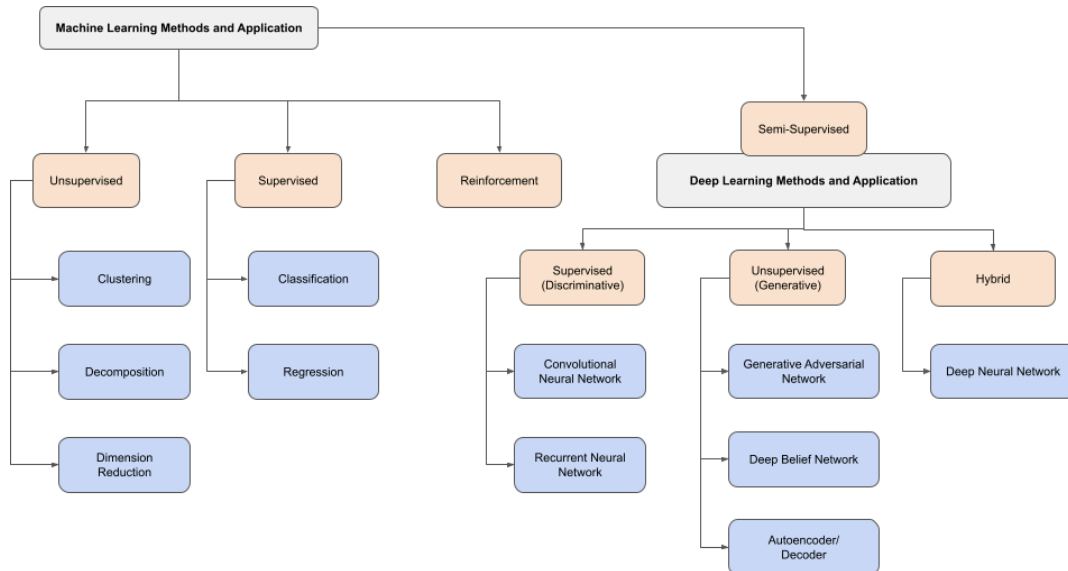 Machine Learning Methods and Application
Semi-Supervised
Unsupervised
Supervised
Reinforcement
Deep Learning Methods and Application
Clustering
Classification
Supervised
(Discriminative)
Unsupervised
(Generative)
Hybrid
Decomposition
Regression
Convolutional
Neural Network
Generative Adversarial
Network
Deep Neural Network
Dimension
Reduction
Recurrent Neural
Network
Deep Belief Network
Autoencoder/
Decoder